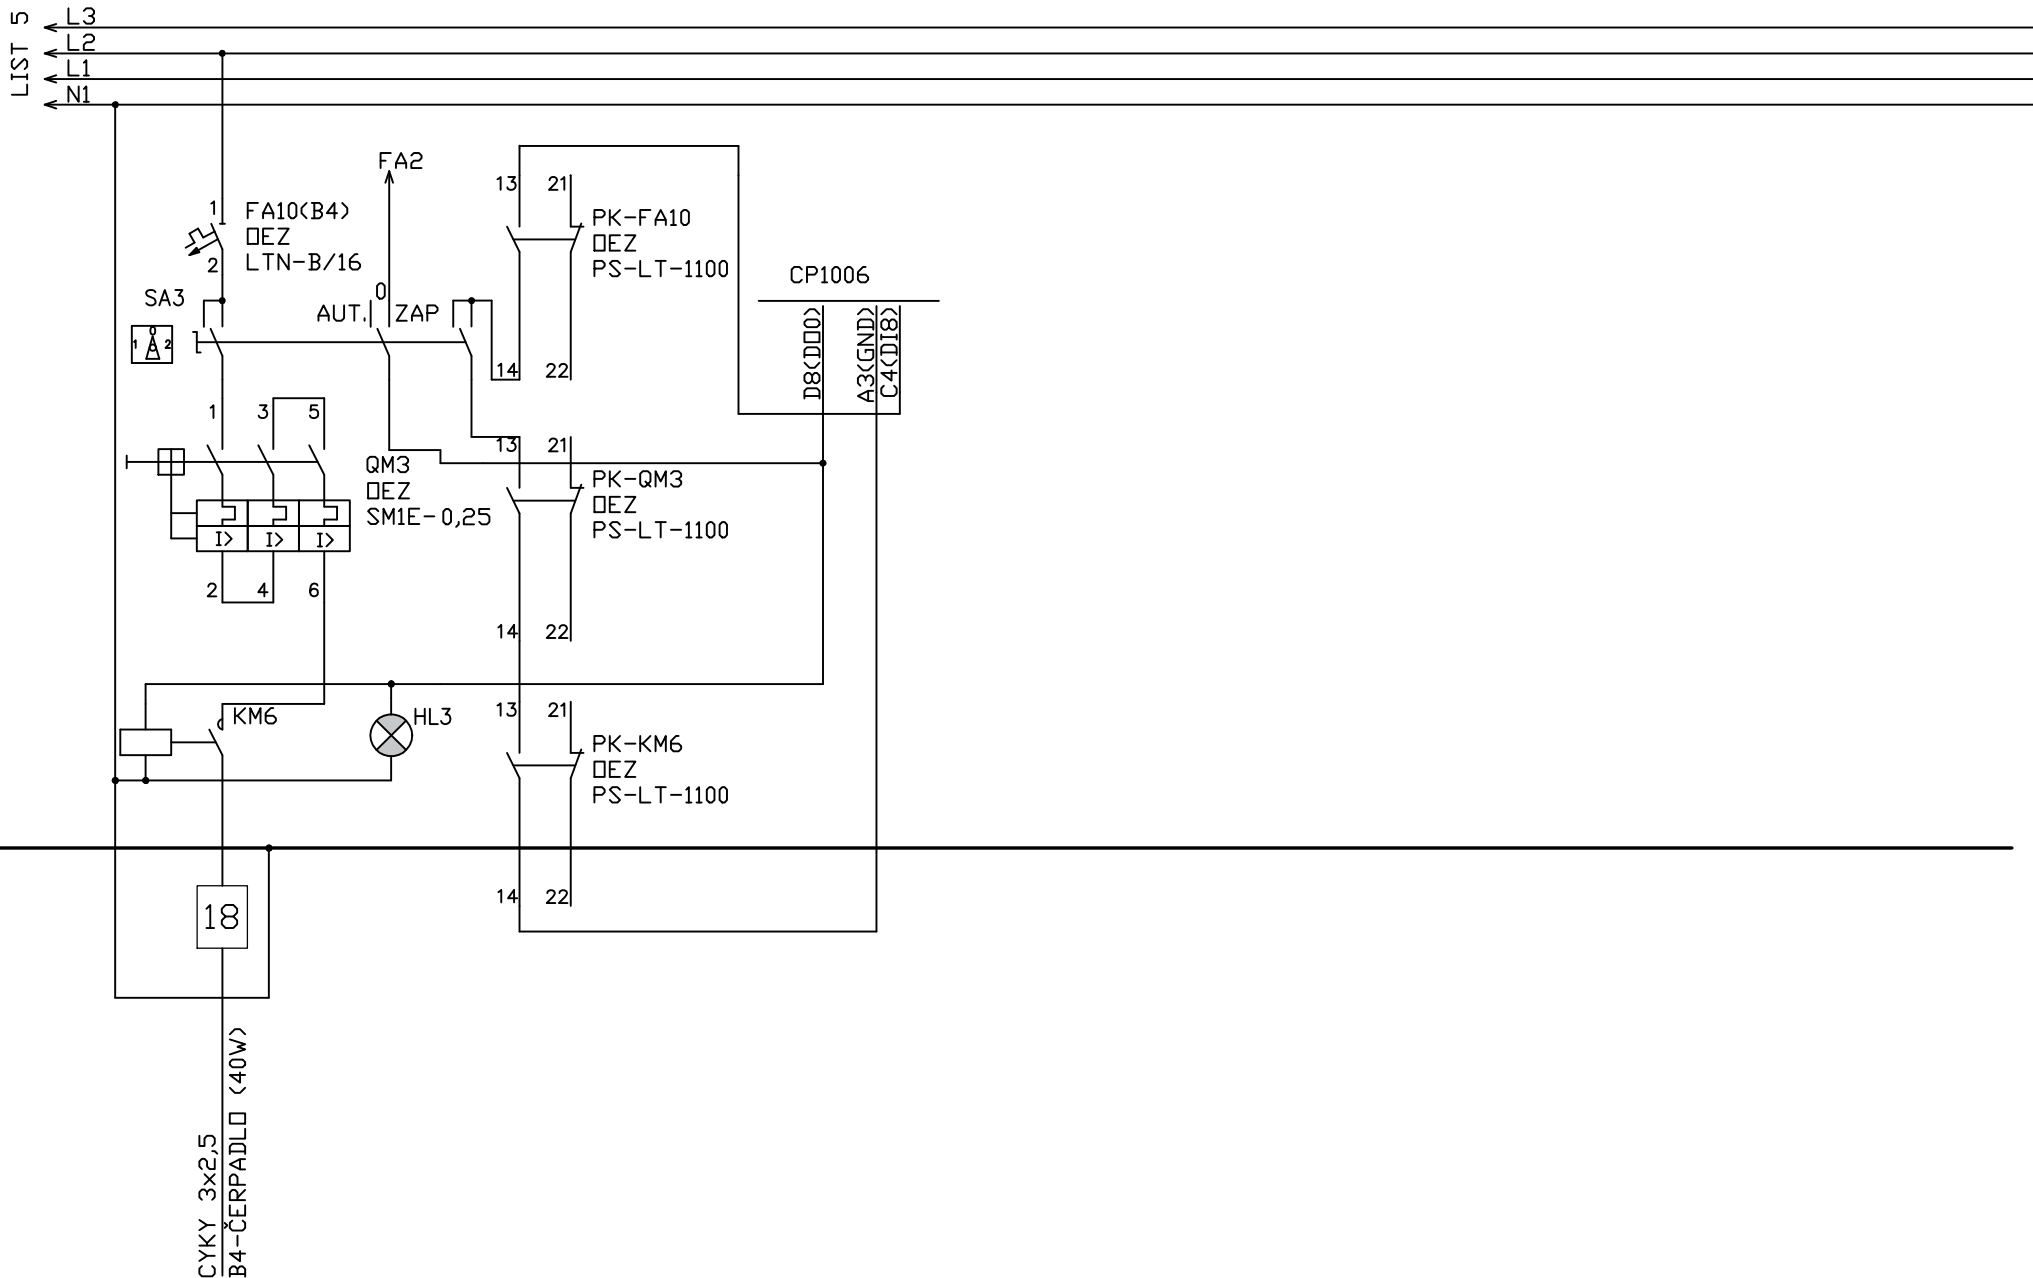 LIST 5
L3
L2
L1
N1
FA2
13
21
1
FA10(B4)
OEZ
LTN-B/16
2
PK-FA10
OEZ
PS-LT-1100
CP1006
SA3
0
AUT.
ZAP
1
0
2
14
22
D8(DO0)
A3(GND)
C4(DI8)
1
3
5
13
21
QM3
OEZ
SM1E-0,25
PK-QM3
OEZ
PS-LT-1100
I>
I>
I>
2
4
6
14
22
KM6
HL3
13
21
PK-KM6
OEZ
PS-LT-1100
14
22
18
CYKY 3x2,5
B4-ČERPADLO (40W)